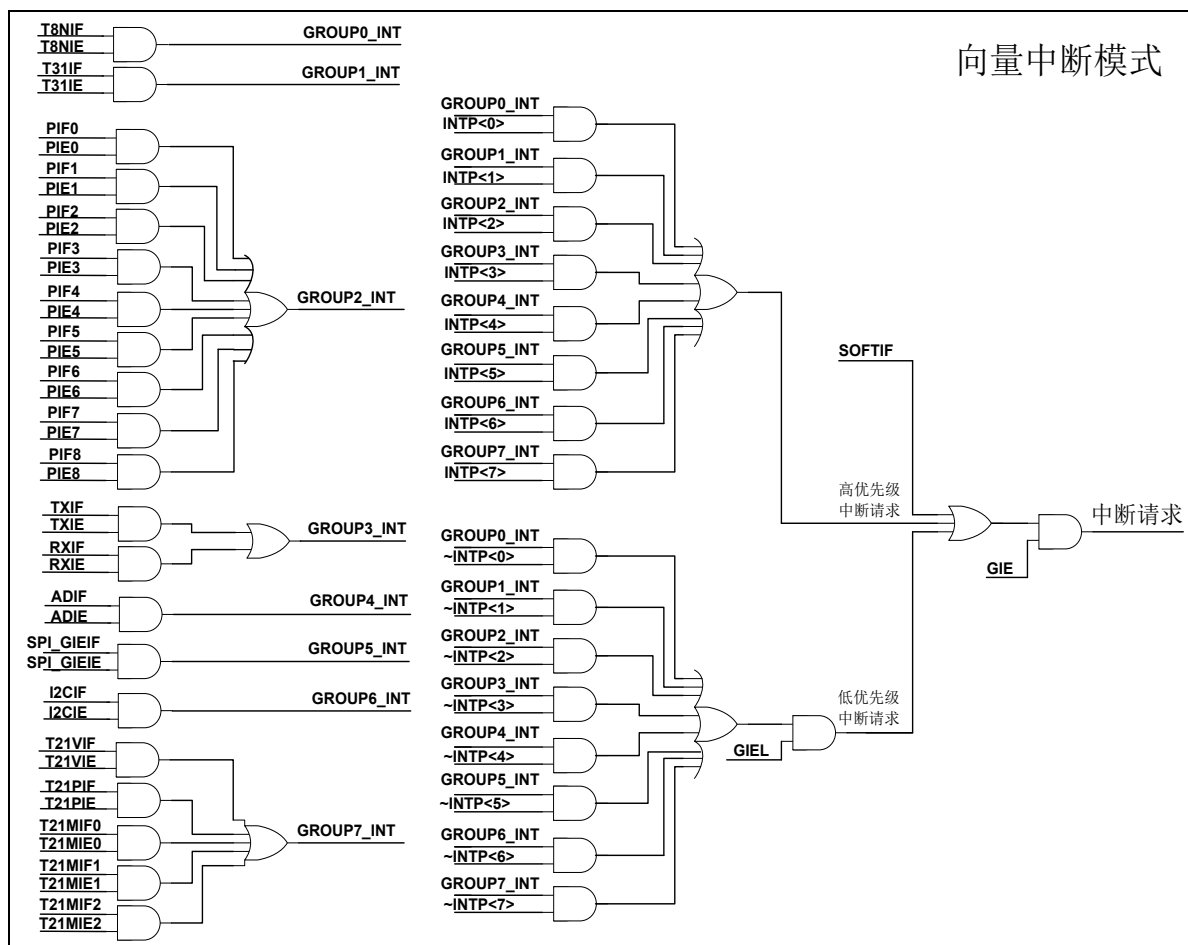 向量中断模式
T8NIF
T8NIE
GROUP0_INT
T31IF
T31IE
GROUP1_INT
PIF0
PIE0
PIF1
PIE1
PIF2
PIE2
PIF3
PIE3
PIF4
PIE4
PIF5
PIE5
PIF6
PIE6
PIF7
PIE7
PIF8
PIE8
GROUP2_INT
TXIF
TXIE
RXIF
RXIE
GROUP3_INT
ADIF
ADIE
GROUP4_INT
SPI_GIEIF
SPI_GIEIE
GROUP5_INT
I2CIF
I2CIE
GROUP6_INT
T21VIF
T21VIE
T21PIF
T21PIE
T21MIF0
T21MIE0
T21MIF1
T21MIE1
T21MIF2
T21MIE2
GROUP7_INT
GROUP0_INT
INTP<0>
GROUP1_INT
INTP<1>
GROUP2_INT
INTP<2>
GROUP3_INT
INTP<3>
GROUP4_INT
INTP<4>
GROUP5_INT
INTP<5>
GROUP6_INT
INTP<6>
GROUP7_INT
INTP<7>
GROUP0_INT
~INTP<0>
GROUP1_INT
~INTP<1>
GROUP2_INT
~INTP<2>
GROUP3_INT
~INTP<3>
GROUP4_INT
~INTP<4>
GROUP5_INT
~INTP<5>
GROUP6_INT
~INTP<6>
GROUP7_INT
~INTP<7>
GIEL
SOFTIF
高优先级
中断请求
低优先级
中断请求
GIE
中断请求